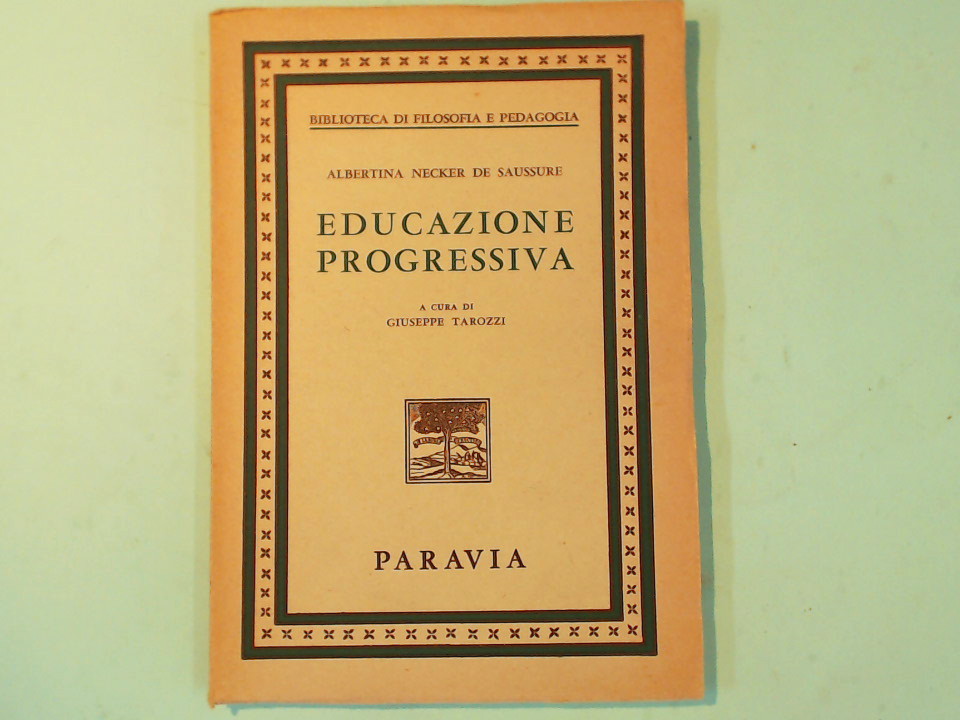 BIBLIOTECA DI FILOSOFIA E PEDAGOGIA
ALBERTINA NECKER DE SAUSSURE
EDUCAZIONE
PROGRESSIVA
A CURA DI
GIUSEPPE TAROZZI
PARAVIA